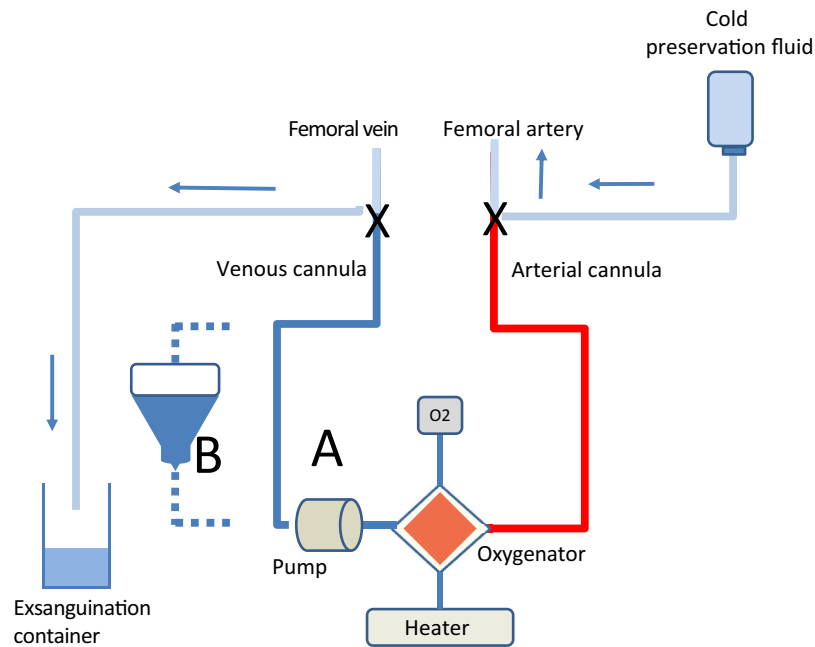 Cold
preservation fluid
Femoral vein
Femoral artery
X
X
Venous cannula
Arterial cannula
O2
A
B
Pump
Oxygenator
Exsanguination
container
Heater